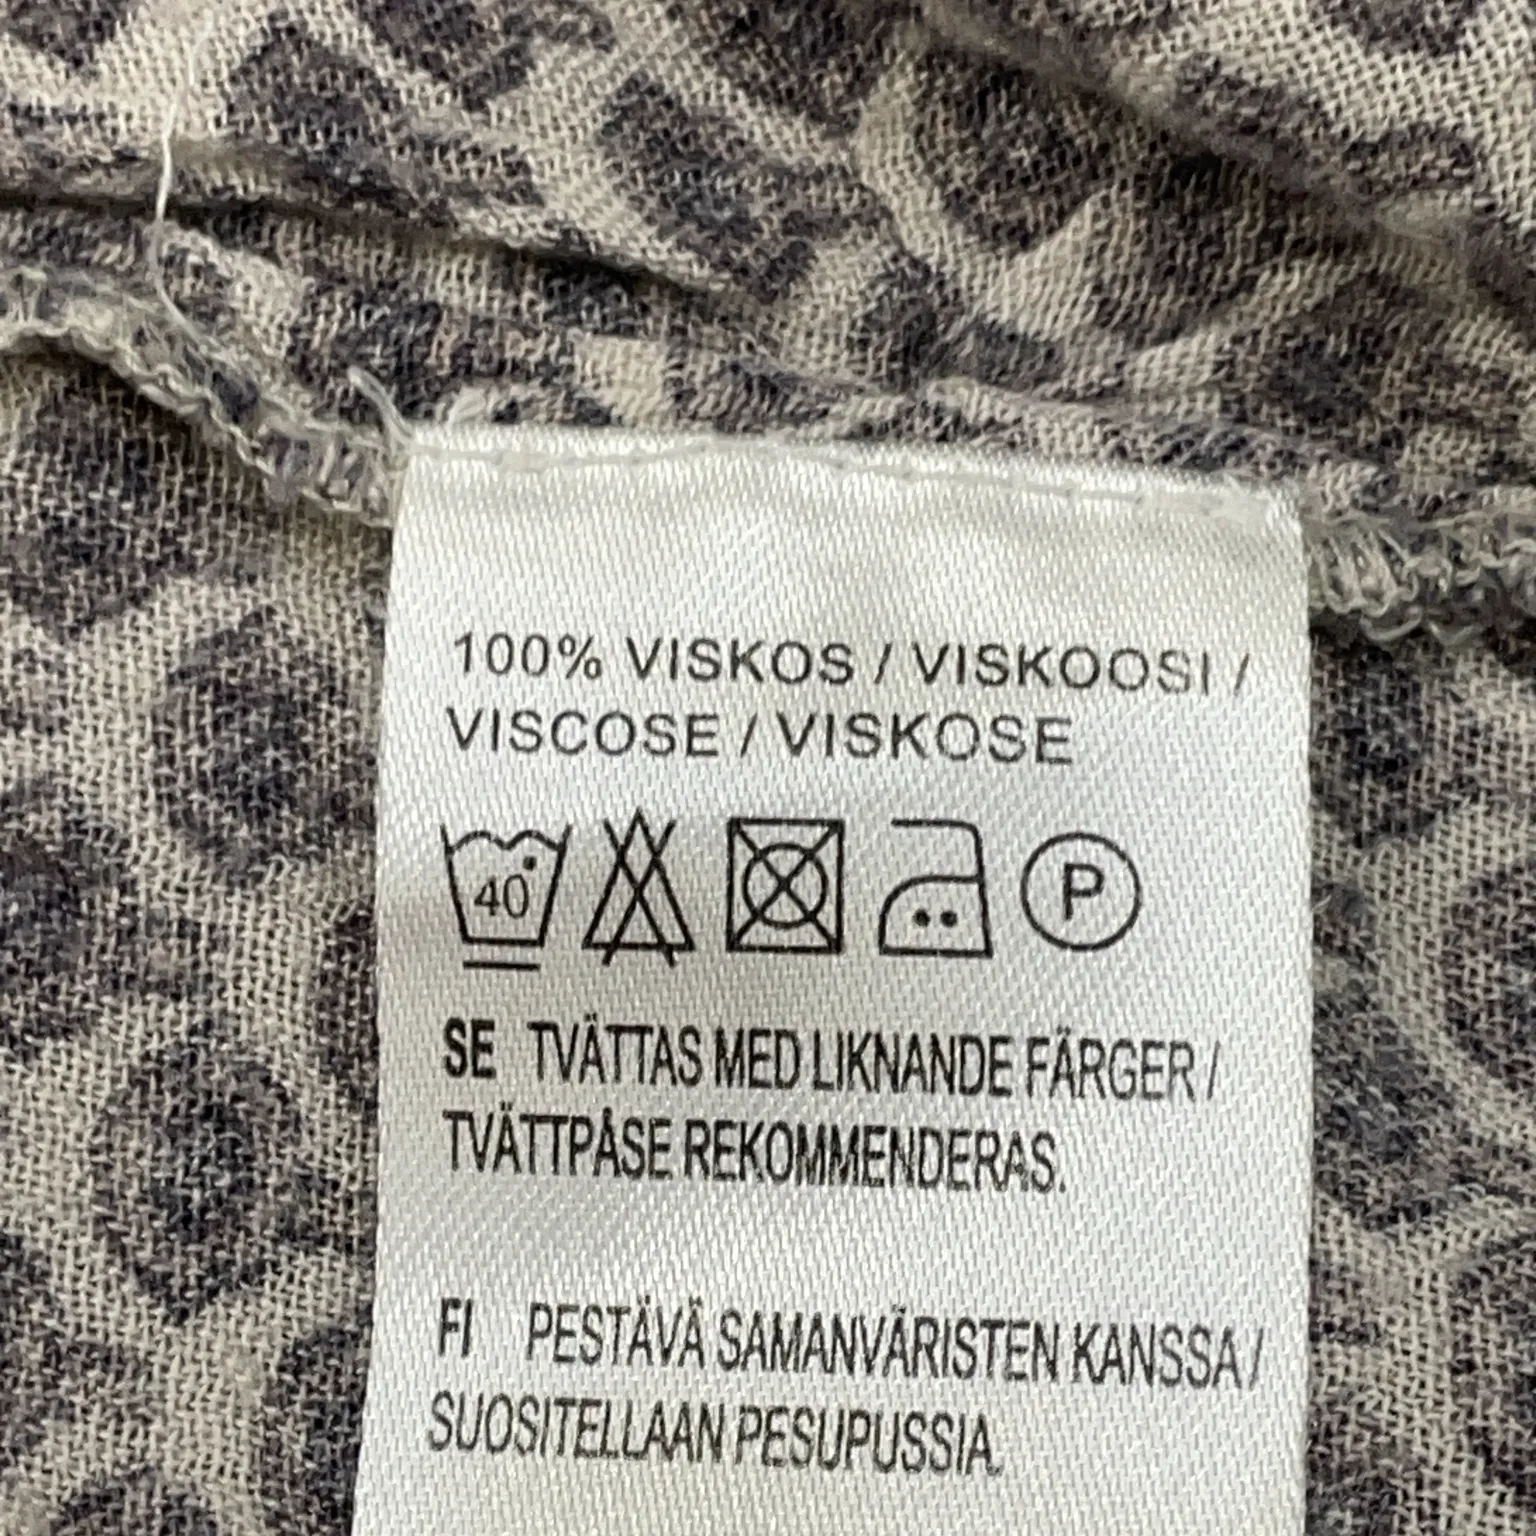 100% VISKOS / VISKOOSI /
VISCOSE / VISKOSE
40° P
SE TVÄTTAS MED LIKNANDE FÄRGER /
TVÄTTPÅSE REKOMMENDERAS.
FI PESTÄVÄ SAMANVÄRISTEN KANSSA /
SUOSITELLAAN PESUPUSSIA.